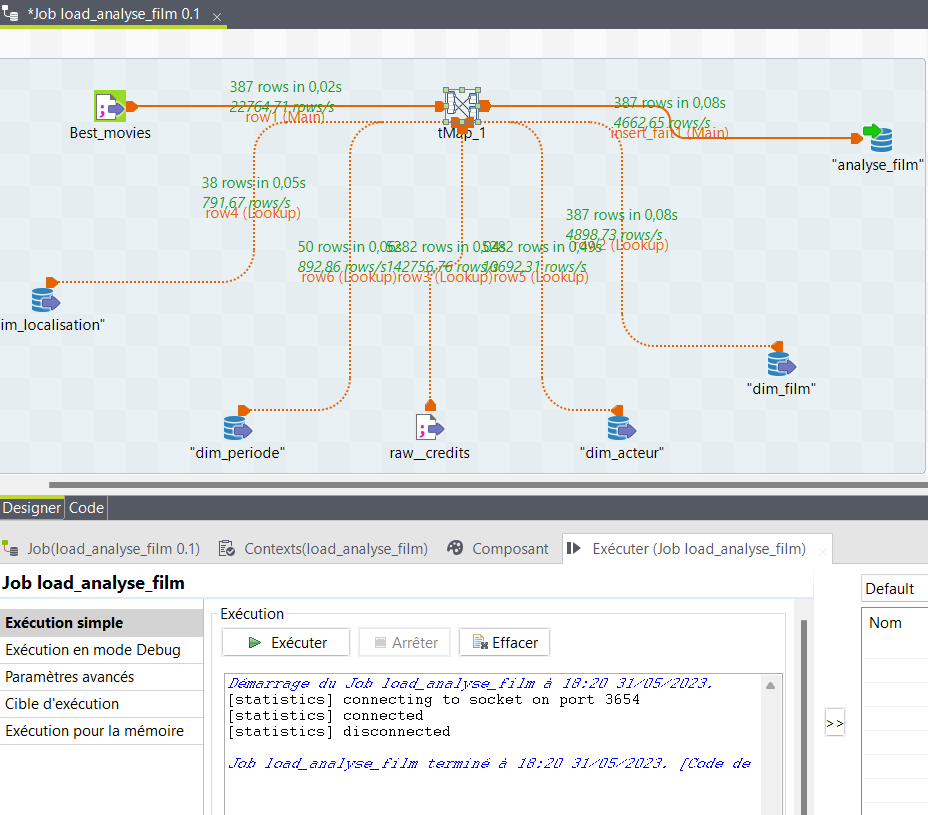 *Job load_analyse_film 0.1
387 rows in 0,02s
22764,71 rows/s
row1 (Main)
Best_movies
tMap_1
387 rows in 0,08s
4662,65 rows/s
insert_fait1 (Main)
"analyse_film"
38 rows in 0,05s
791,67 rows/s
row4 (Lookup)
387 rows in 0,08s
4898,73 rows/s
row2 (Lookup)
50 rows in 0,06s
892,86 rows/s
row6 (Lookup)
5282 rows in
142756,76 rows/s
row3 (Lookup)
5282 rows in 0,49s
10692,31 rows/s
row5 (Lookup)
im_localisation"
"dim_film"
"dim_periode"
raw__credits
"dim_acteur"
Designer
Code
Job(load_analyse_film 0.1)
Contexts(load_analyse_film)
Composant
Exécuter (Job load_analyse_film)
Job load_analyse_film
Default
Exécution simple
Exécution en mode Debug
Paramètres avancés
Cible d'exécution
Exécution pour la mémoire
Exécution
Exécuter
Arrêter
Effacer
Nom
Démarrage du Job load_analyse_film à 18:20 31/05/2023.
[statistics] connecting to socket on port 3654
[statistics] connected
[statistics] disconnected
Job load_analyse_film terminé à 18:20 31/05/2023. [Code de
>>